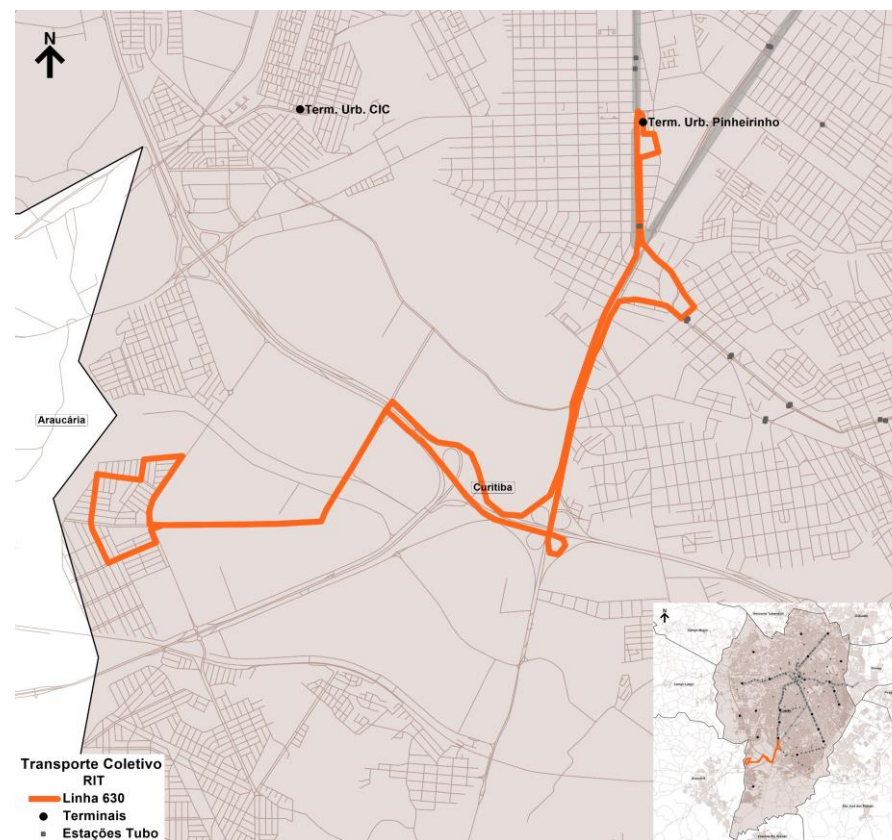 N
Term. Urb. CIC
Term. Urb. Pinheirinho
Araucária
Curitiba
Transporte Coletivo
RIT
Linha 630
Terminais
Estações Tubo
N